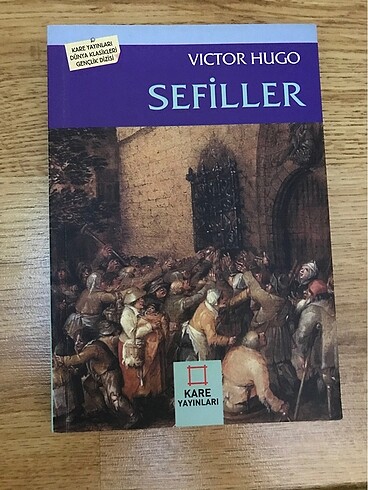 KARE YAYINLARI
DÜNYA KLASİKLERİ
GENÇLİK DİZİSİ
VICTOR HUGO
SEFİLLER
KARE
YAYINLARI